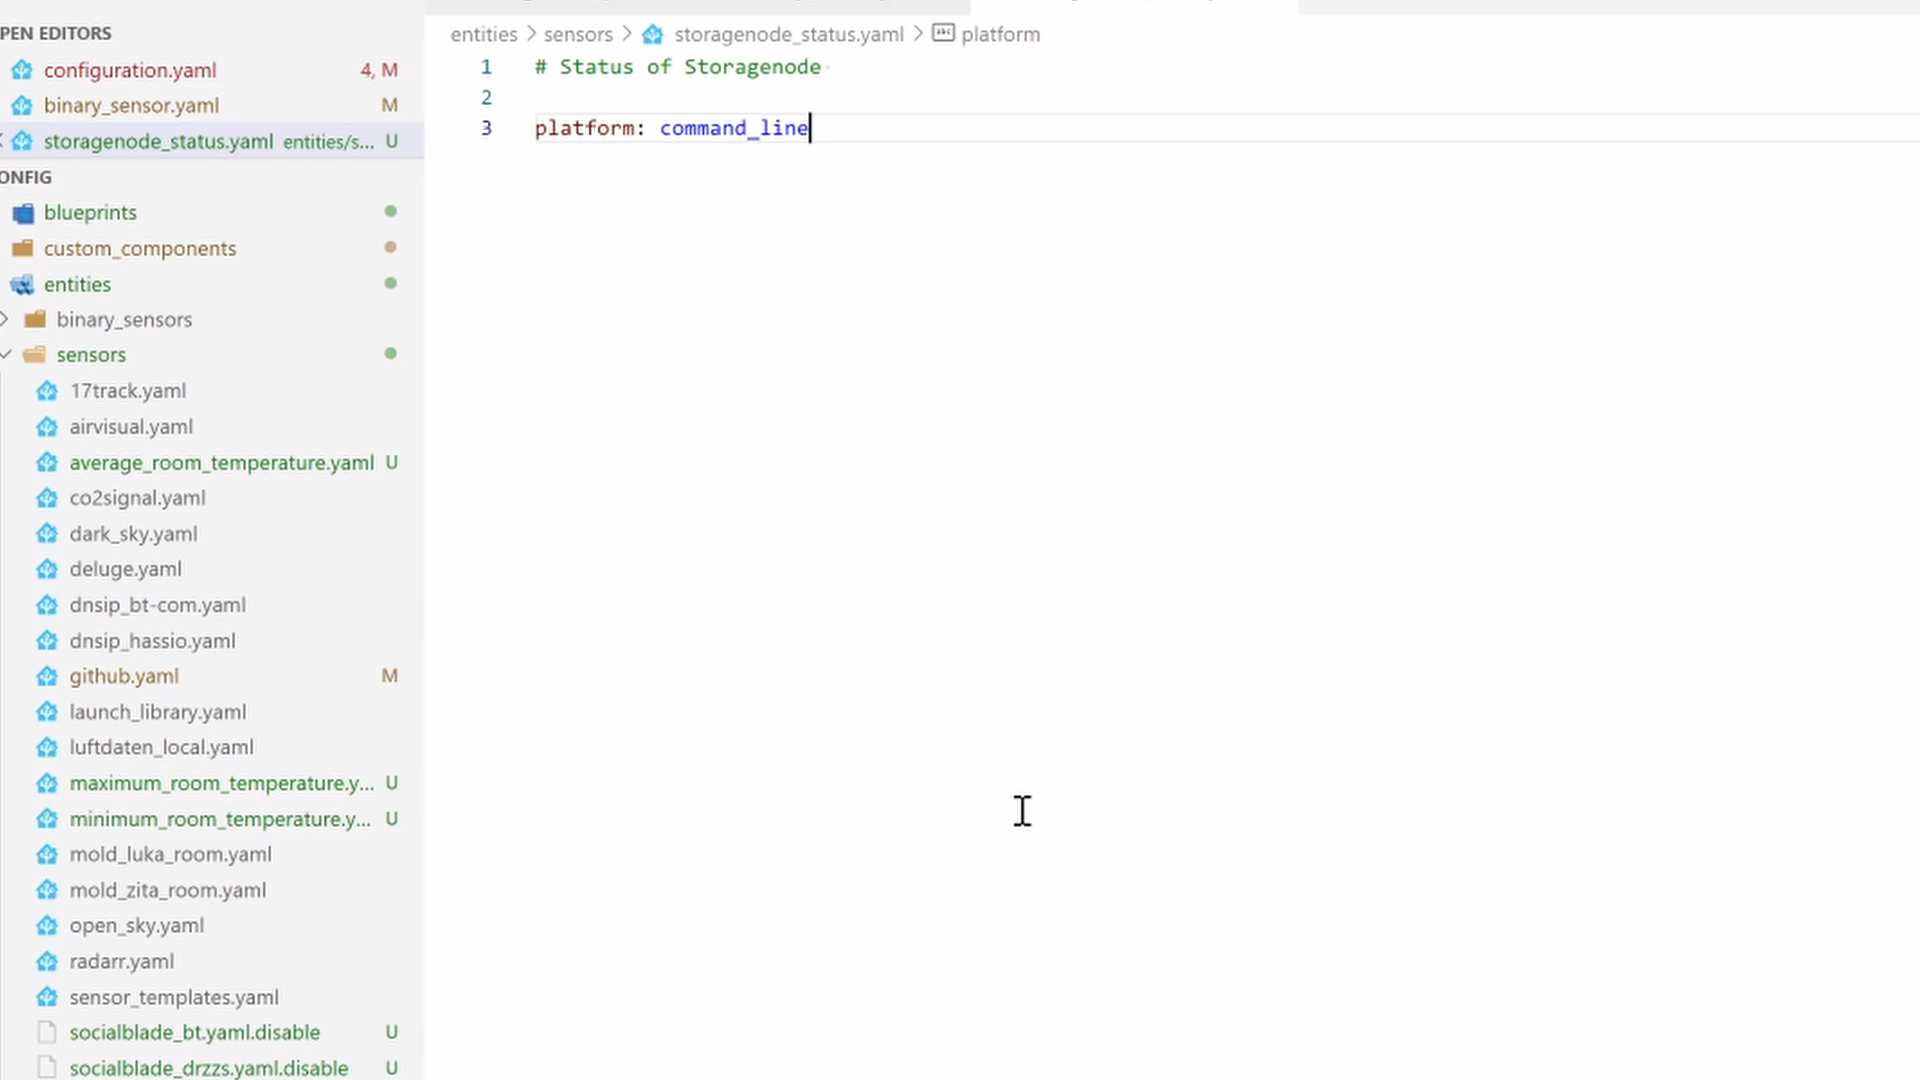 PEN EDITORS
configuration.yaml 4, M
binary_sensor.yaml M
storagenode_status.yaml entities/s... U
ONFIG
blueprints
custom_components
entities
binary_sensors
sensors
17track.yaml
airvisual.yaml
average_room_temperature.yaml U
co2signal.yaml
dark_sky.yaml
deluge.yaml
dnsip_bt-com.yaml
dnsip_hassio.yaml
github.yaml M
launch_library.yaml
luftdaten_local.yaml
maximum_room_temperature.y... U
minimum_room_temperature.y... U
mold_luka_room.yaml
mold_zita_room.yaml
open_sky.yaml
radarr.yaml
sensor_templates.yaml
socialblade_bt.yaml.disable U
socialblade_drzzs.yaml.disable U
entities > sensors > storagenode_status.yaml > platform
1 # Status of Storagenode
2
3 platform: command_line